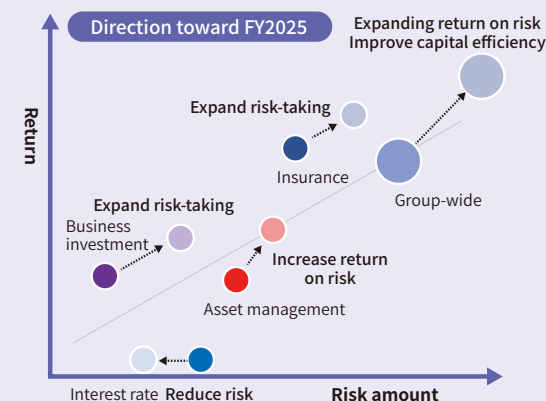 Direction toward FY2025
Expanding return on risk
Improve capital efficiency
Return
Expand risk-taking
Insurance
Group-wide
Expand risk-taking
Business
investment
Increase return
on risk
Asset management
Interest rate
Reduce risk
Risk amount